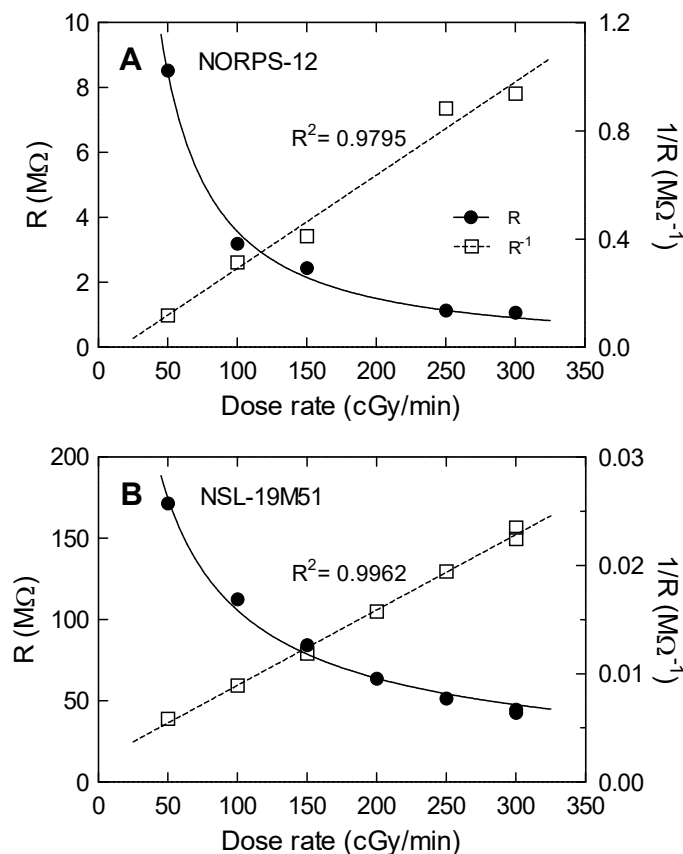 10
8
6
4
2
0
R (MΩ)
A NORPS-12
R² = 0.9795
R
R⁻¹
1.2
0.8
0.4
0.0
1/R (MΩ⁻¹)
0 50 100 150 200 250 300 350
Dose rate (cGy/min)
200
150
100
50
0
R (MΩ)
B NSL-19M51
R² = 0.9962
0.03
0.02
0.01
0.00
1/R (MΩ⁻¹)
0 50 100 150 200 250 300 350
Dose rate (cGy/min)